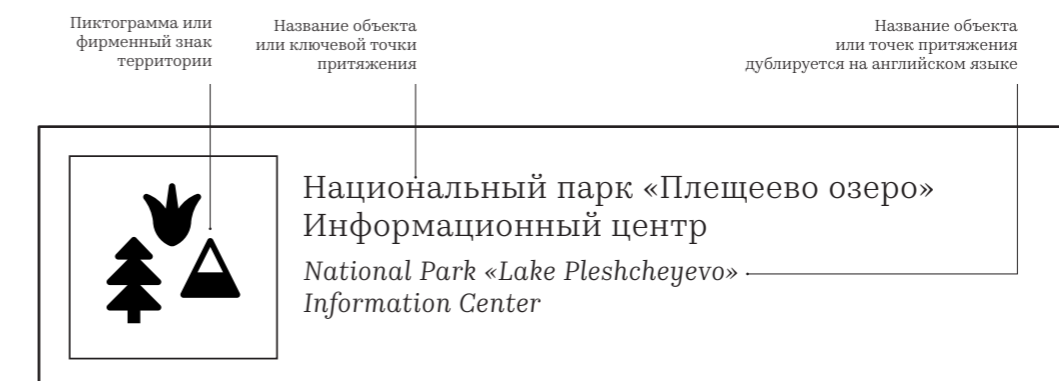 Пиктограмма или
фирменный знак
территории
Название объекта
или ключевой точки
притяжения
Название объекта
или точек притяжения
дублируется на английском языке
Национальный парк «Плещеево озеро»
Информационный центр
National Park «Lake Pleshcheyevo»
Information Center